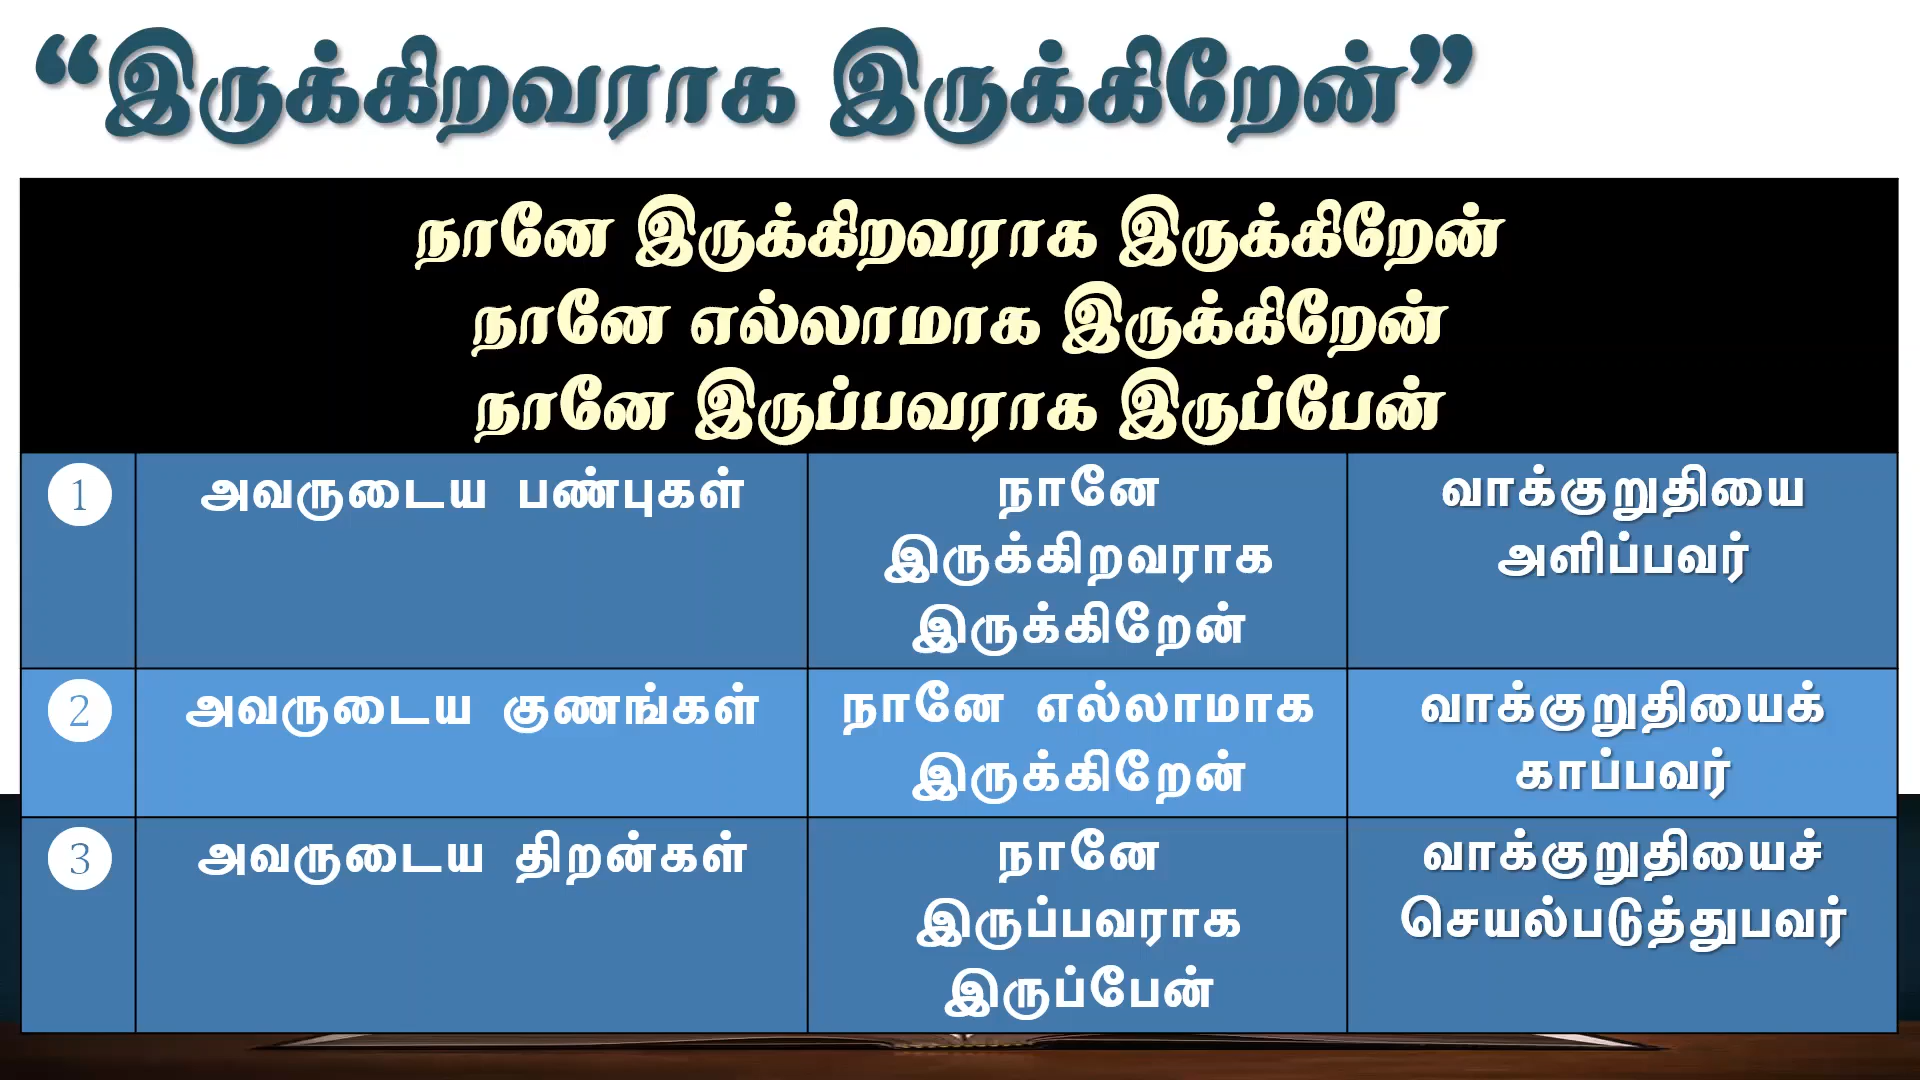 “இருக்கிறவராக இருக்கிறேன்”
நானே இருக்கிறவராக இருக்கிறேன்
நானே எல்லாமாக இருக்கிறேன்
நானே இருப்பவராக இருப்பேன்
1 அவருடைய பண்புகள் நானே வாக்குறுதியை
இருக்கிறவராக அளிப்பவர்
இருக்கிறேன்
2 அவருடைய குணங்கள் நானே எல்லாமாக வாக்குறுதியைக்
இருக்கிறேன் காப்பவர்
3 அவருடைய திறன்கள் நானே வாக்குறுதியைச்
இருப்பவராக செயல்படுத்துபவர்
இருப்பேன்